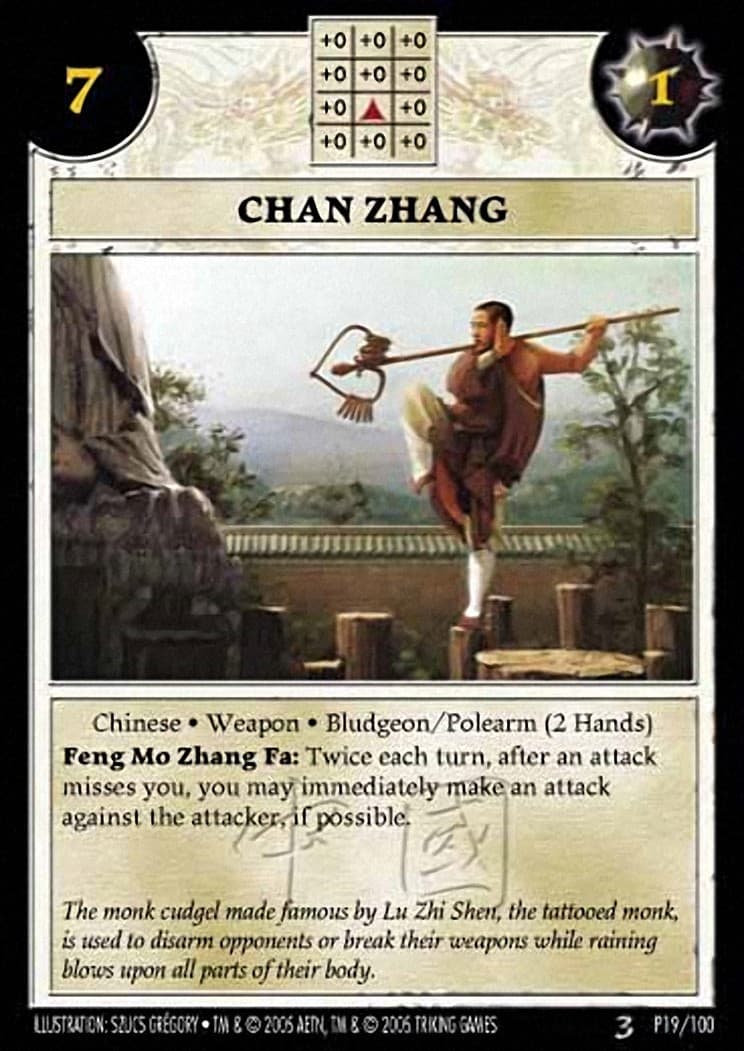 7
+0 +0 +0
+0 +0 +0
+0 +0
+0 +0 +0
1
CHAN ZHANG
Chinese • Weapon • Bludgeon/Polearm (2 Hands)
Feng Mo Zhang Fa: Twice each turn, after an attack
misses you, you may immediately make an attack
against the attacker, if possible.
中國
The monk cudgel made famous by Lu Zhi Shen, the tattooed monk,
is used to disarm opponents or break their weapons while raining
blows upon all parts of their body.
ILLUSTRATION: SZUCS GRÉGORY • TM & © 2005 AETN, TM & © 2005 TRIKING GAMES
3 P19/100